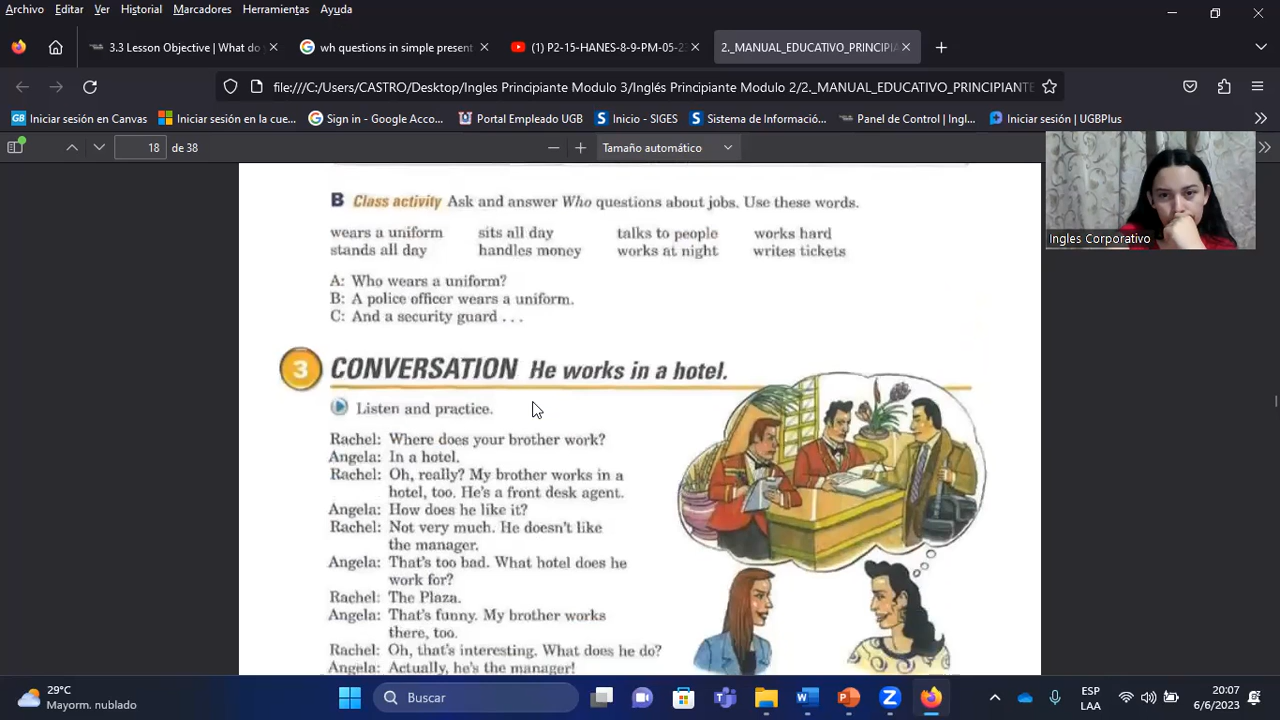 Archivo Editar Ver Historial Marcadores Herramientas Ayuda
3.3 Lesson Objective | What do
wh questions in simple present
(1) P2-15-HANES-8-9-PM-05-2
2._MANUAL_EDUCATIVO_PRINCIPIA
file:///C:/Users/CASTRO/Desktop/Ingles Principiante Modulo 3/Inglés Principiante Modulo 2/2._MANUAL_EDUCATIVO_PRINCIPIANTE
GB Iniciar sesión en Canvas
Iniciar sesión en la cue...
Sign in - Google Acco...
Portal Empleado UGB
S Inicio - SIGES
S Sistema de Informació...
Panel de Control | Ingl...
Iniciar sesión | UGBPlus
18 de 38
Tamaño automático
Ingles Corporativo
B Class activity Ask and answer Who questions about jobs. Use these words.
wears a uniform sits all day talks to people works hard
stands all day handles money works at night writes tickets
A: Who wears a uniform?
B: A police officer wears a uniform.
C: And a security guard . . .
3 CONVERSATION He works in a hotel.
Listen and practice.
Rachel: Where does your brother work?
Angela: In a hotel.
Rachel: Oh, really? My brother works in a
hotel, too. He's a front desk agent.
Angela: How does he like it?
Rachel: Not very much. He doesn't like
the manager.
Angela: That's too bad. What hotel does he
work for?
Rachel: The Plaza.
Angela: That's funny. My brother works
there, too.
Rachel: Oh, that's interesting. What does he do?
Angela: Actually, he's the manager!
29°C
Mayorm. nublado
Buscar
ESP
LAA
20:07
6/6/2023